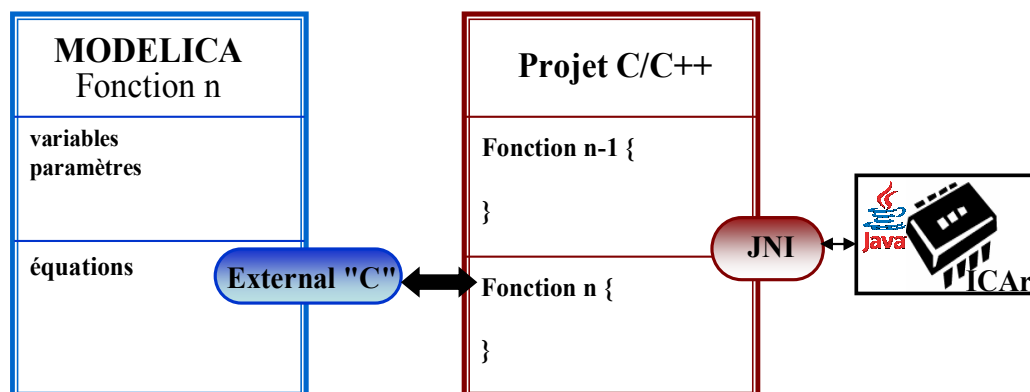 MODELICA
Fonction n
variables
paramètres
équations
External "C"
Projet C/C++
Fonction n-1 {
}
Fonction n {
}
JNI
Java
ICAr